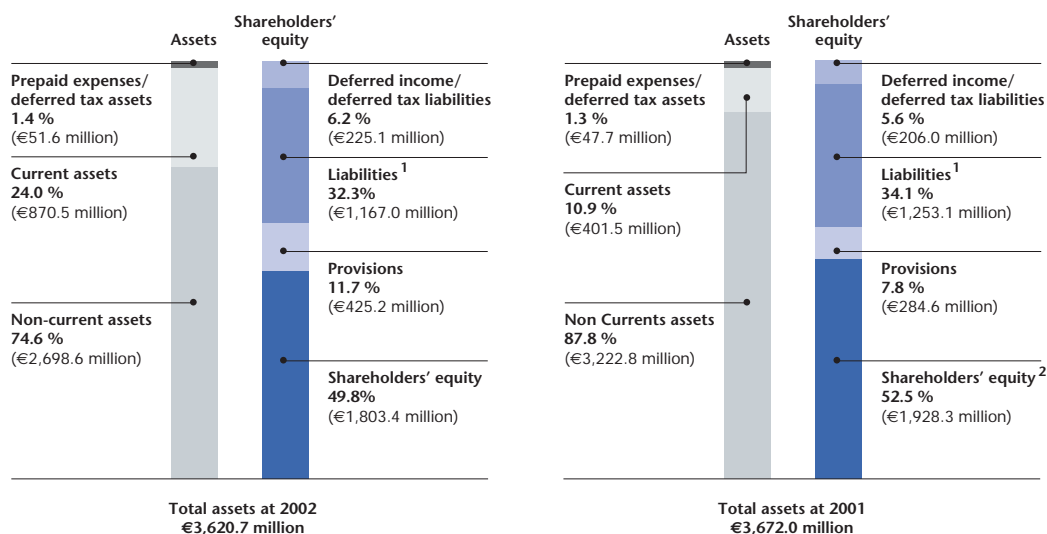 Assets
Shareholders'
equity
Prepaid expenses/
deferred tax assets
1.4 %
(€51.6 million)
Current assets
24.0 %
(€870.5 million)
Non-current assets
74.6 %
(€2,698.6 million)
Deferred income/
deferred tax liabilities
6.2 %
(€225.1 million)
Liabilities 1
32.3%
(€1,167.0 million)
Provisions
11.7 %
(€425.2 million)
Shareholders' equity
49.8%
(€1,803.4 million)
Total assets at 2002
€3,620.7 million
Assets
Shareholders'
equity
Prepaid expenses/
deferred tax assets
1.3 %
(€47.7 million)
Current assets
10.9 %
(€401.5 million)
Non Currents assets
87.8 %
(€3,222.8 million)
Deferred income/
deferred tax liabilities
5.6 %
(€206.0 million)
Liabilities 1
34.1 %
(€1,253.1 million)
Provisions
7.8 %
(€284.6 million)
Shareholders' equity 2
52.5 %
(€1,928.3 million)
Total assets at 2001
€3,672.0 million